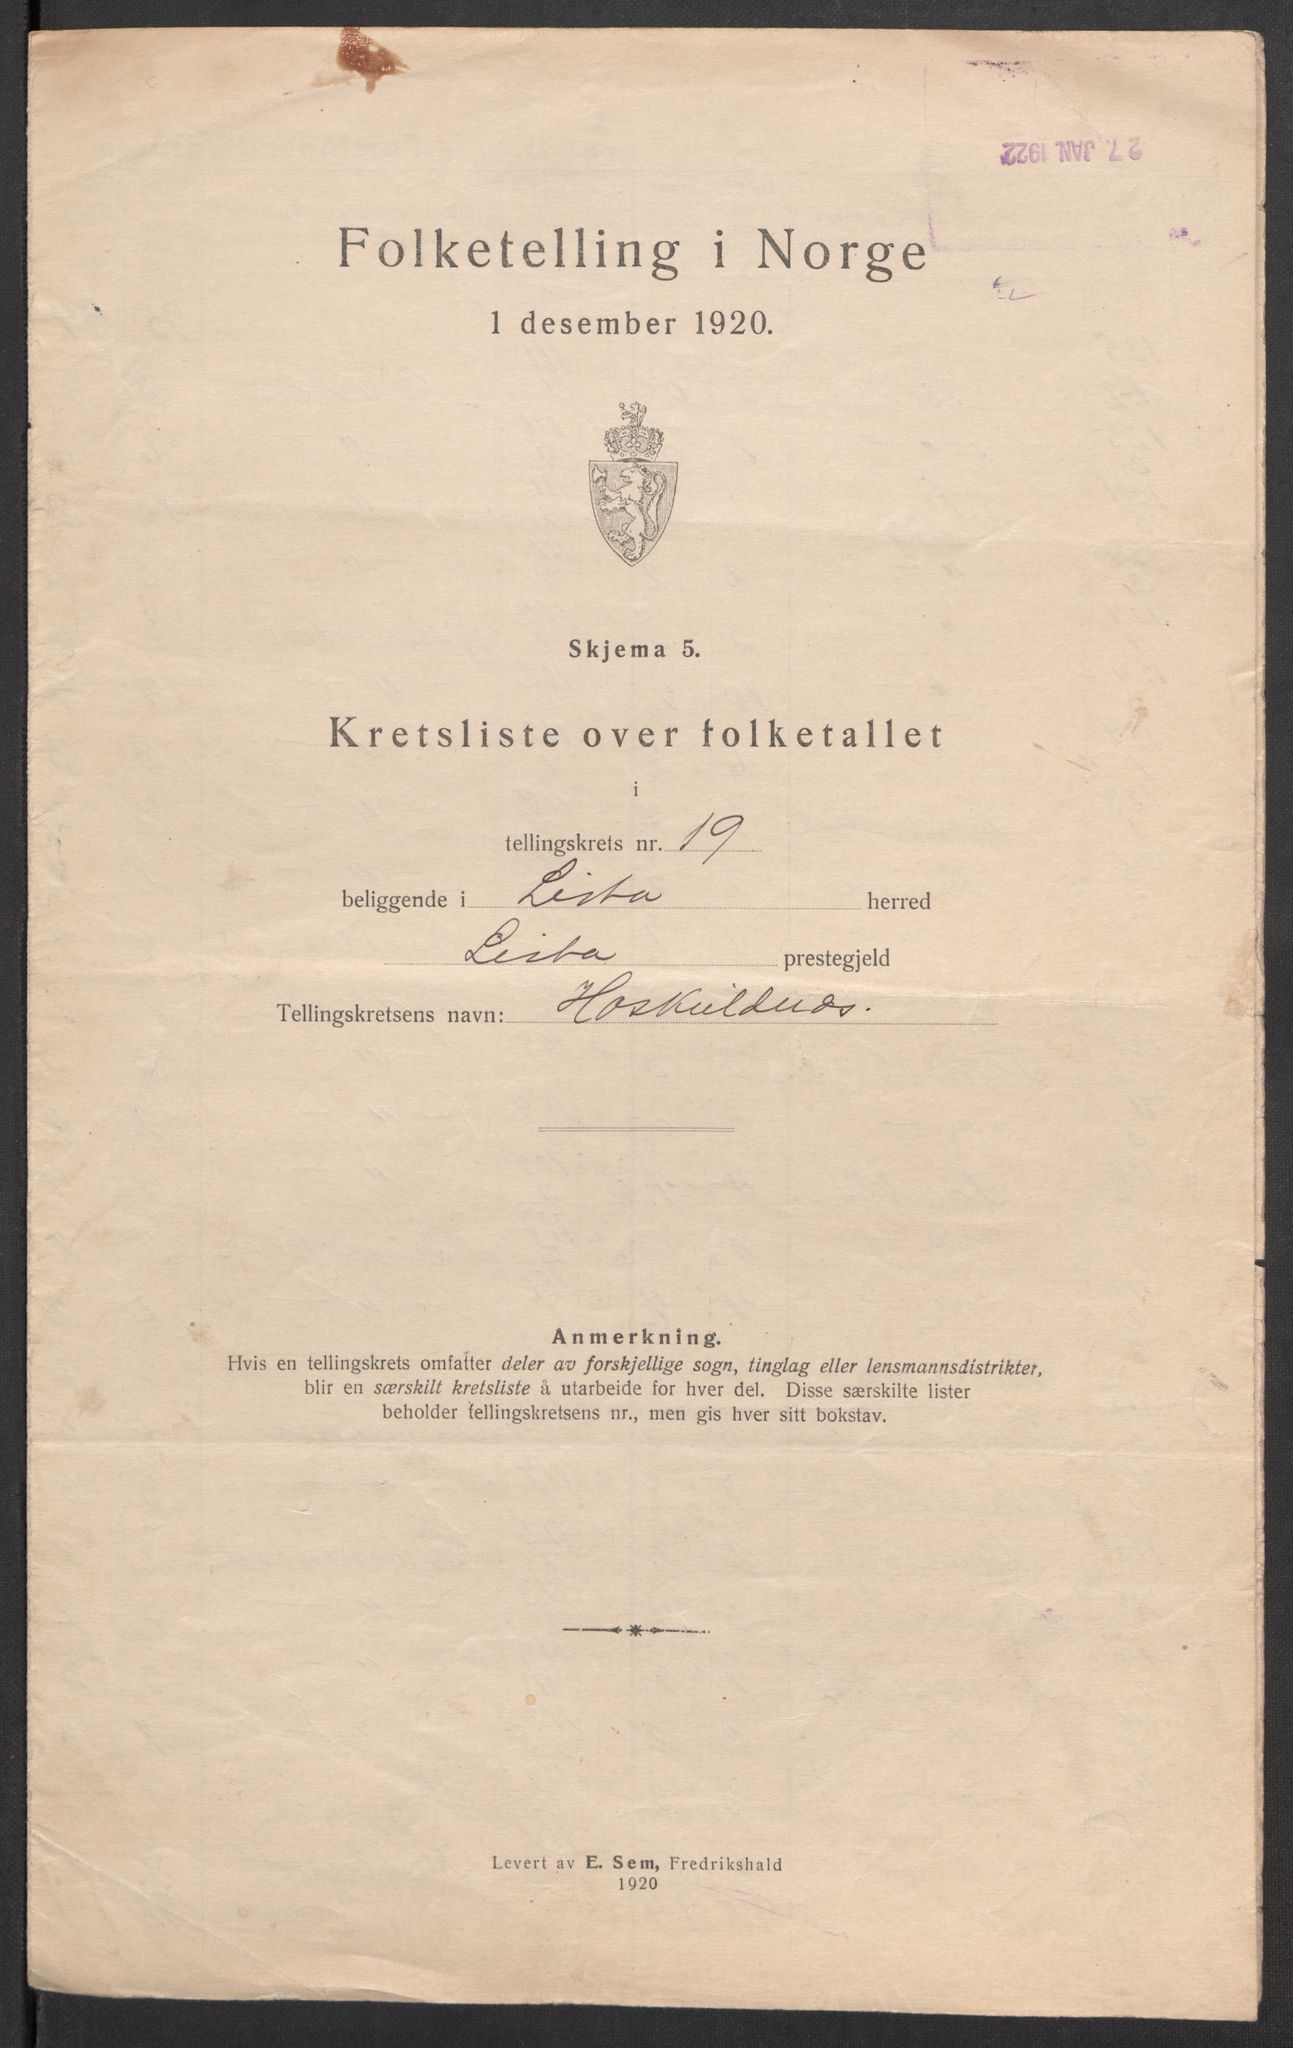 27. JAN 1922
Folketelling i Norge
1 desember 1920.
Skjema 5.
Kretsliste over folketallet
i
tellingskrets nr. 19
beliggende i Lista herred
Lista prestegjeld
Tellingskretsens navn: Hoskuldnæs.
Anmerkning.
Hvis en tellingskrets omfatter deler av forskjellige sogn, tinglag eller lensmannsdistrikter,
blir en særskilt kretsliste å utarbeide for hver del. Disse særskilte lister
beholder tellingskretsens nr., men gis hver sitt bokstav.
Levert av E. Sem, Fredrikshald
1920